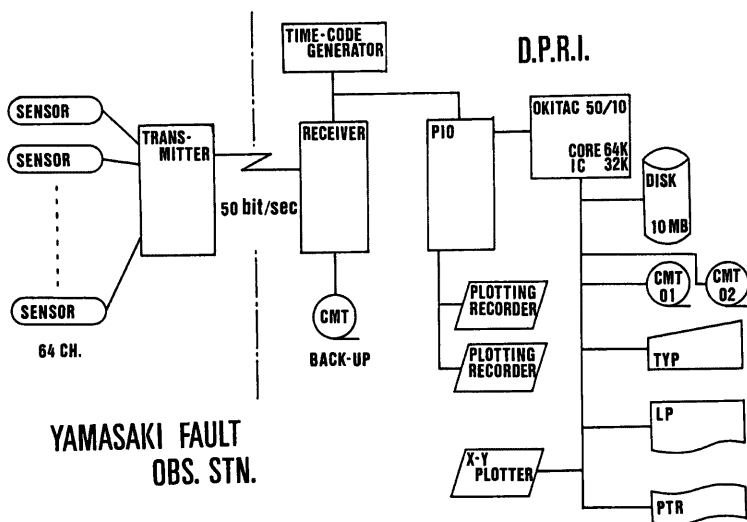 TIME-CODE
GENERATOR
D.P.R.I.
SENSOR
SENSOR
SENSOR
64 CH.
TRANS-
MITTER
50 bit/sec
RECEIVER
CMT
BACK-UP
PIO
PLOTTING
RECORDER
PLOTTING
RECORDER
OKITAC 50/10
CORE 64K
IC 32K
DISK
10 MB
CMT
01
CMT
02
TYP
LP
X-Y
PLOTTER
PTR
YAMASAKI FAULT
OBS. STN.